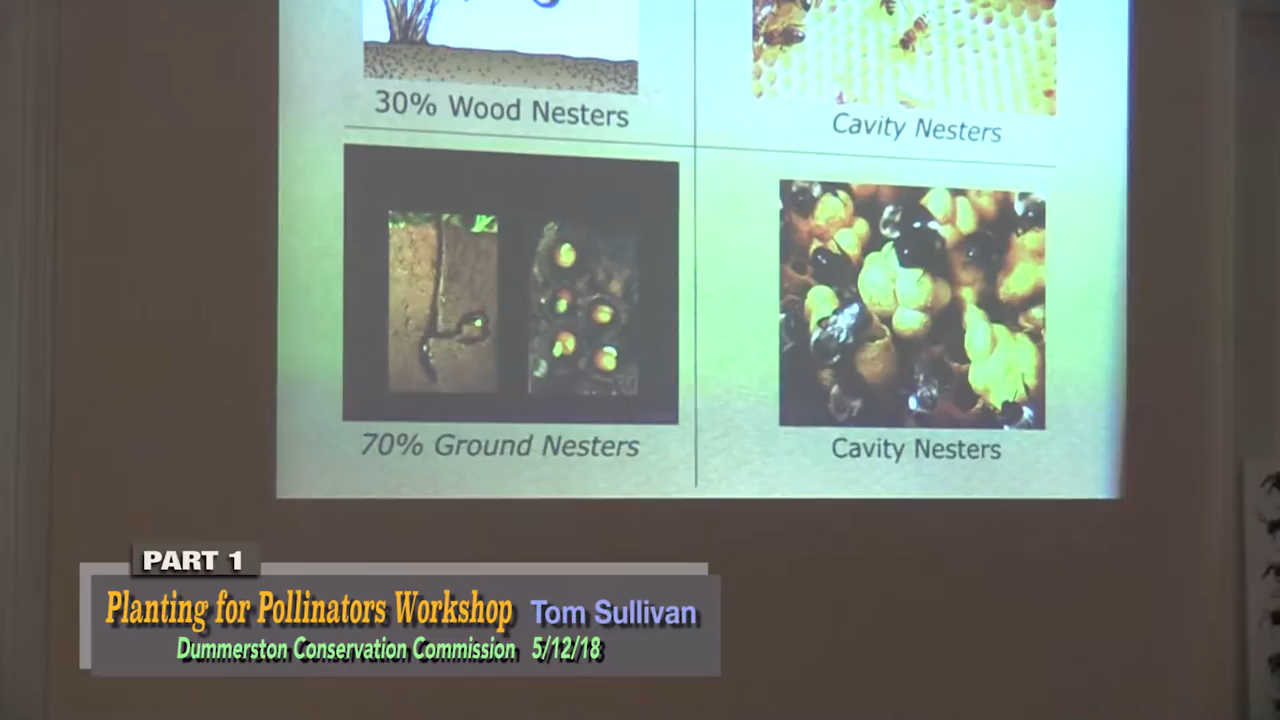 30% Wood Nesters
Cavity Nesters
70% Ground Nesters
Cavity Nesters
PART 1
Planting for Pollinators Workshop Tom Sullivan
Dummerston Conservation Commission 5/12/18